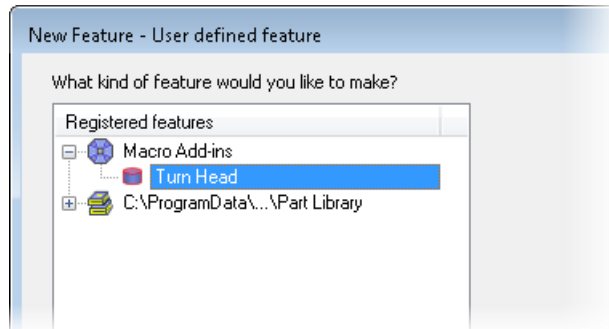 New Feature - User defined feature
What kind of feature would you like to make?
Registered features
Macro Add-ins
Turn Head
C:\ProgramData\...\Part Library